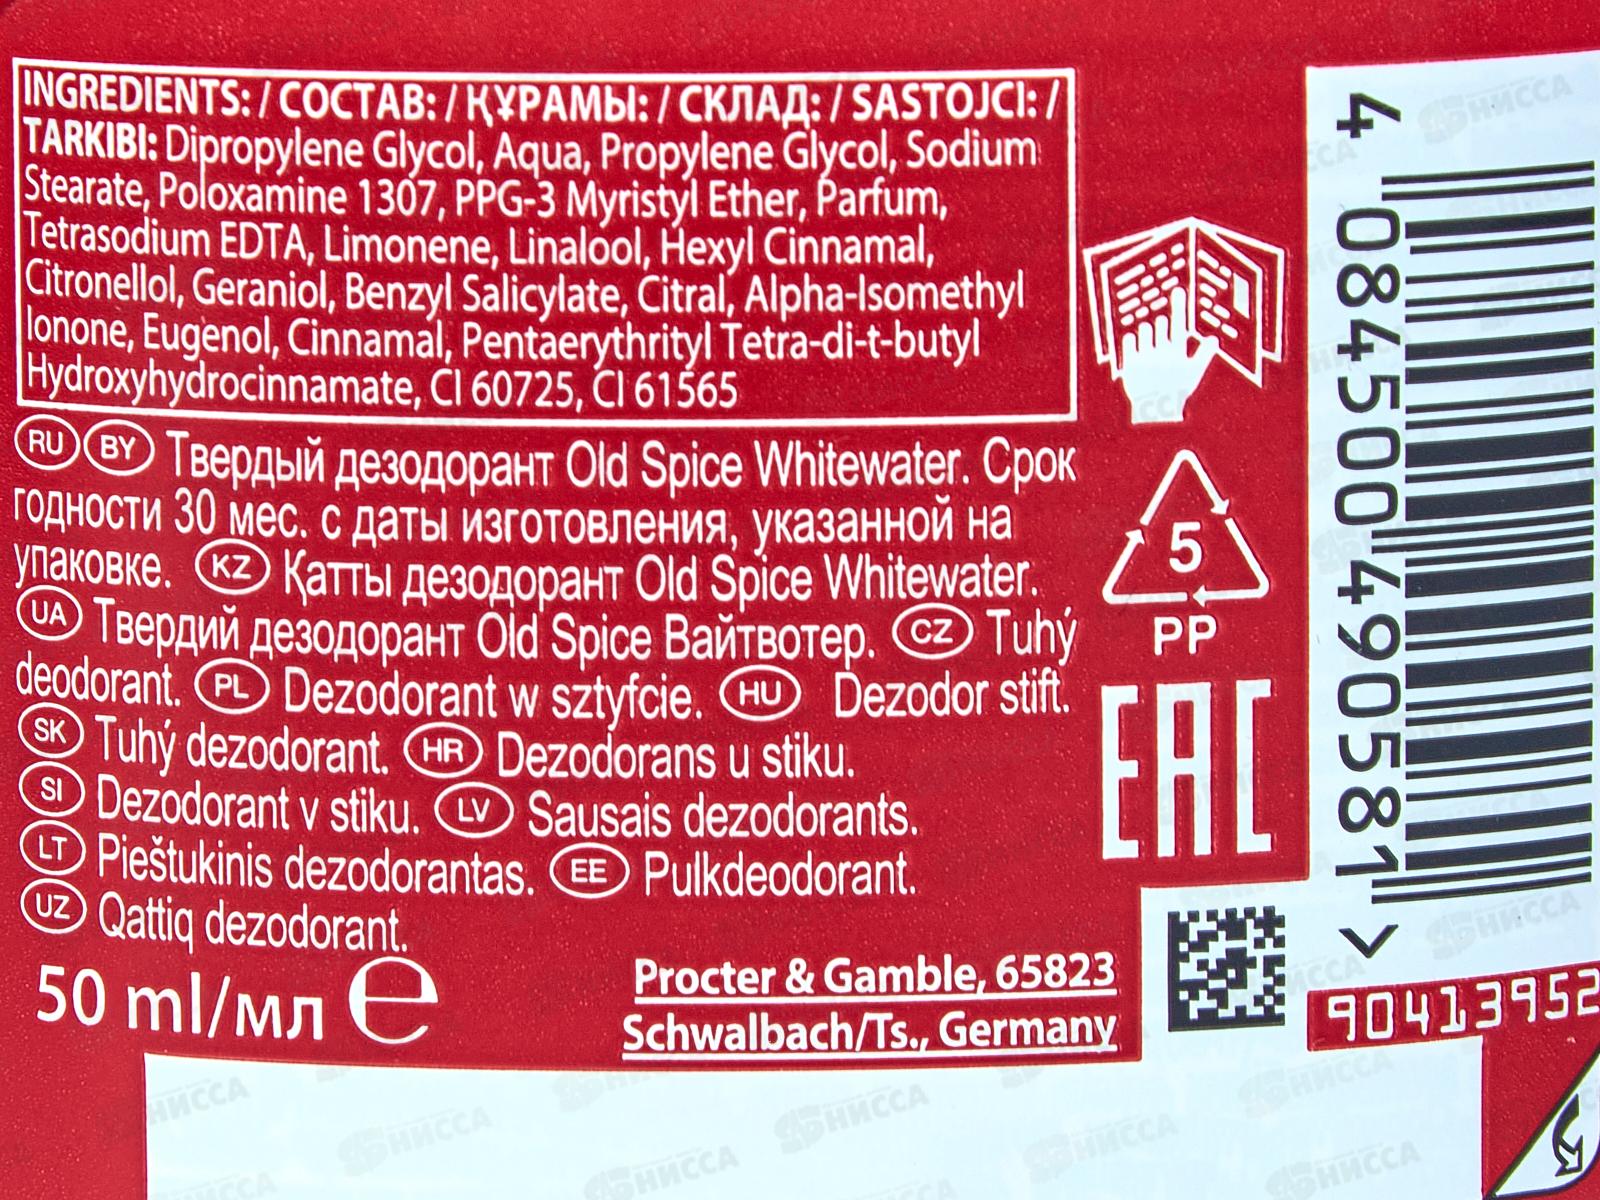 INGREDIENTS: / СОСТАВ: / ҚҰРАМЫ: / СКЛАД: / SASTOJCI: /
TARKIBI: Dipropylene Glycol, Aqua, Propylene Glycol, Sodium
Stearate, Poloxamine 1307, PPG-3 Myristyl Ether, Parfum,
Tetrasodium EDTA, Limonene, Linalool, Hexyl Cinnamal,
Citronellol, Geraniol, Benzyl Salicylate, Citral, Alpha-Isomethyl
Ionone, Eugenol, Cinnamal, Pentaerythrityl Tetra-di-t-butyl
Hydroxyhydrocinnamate, CI 60725, CI 61565
RU BY Твердый дезодорант Old Spice Whitewater. Срок
годности 30 мес. с даты изготовления, указанной на
упаковке. KZ Қатты дезодорант Old Spice Whitewater.
UA Твердий дезодорант Old Spice Вайтвотер. CZ Tuhý
deodorant. PL Dezodorant w sztyfcie. HU Dezodor stift.
SK Tuhý dezodorant. HR Dezodorans u stiku.
SI Dezodorant v stiku. LV Sausais dezodorants.
LT Pieštukinis dezodorantas. EE Pulkdeodorant.
UZ Qattiq dezodorant.
50 ml/мл e
Procter & Gamble, 65823
Schwalbach/Ts., Germany
5
PP
EAC
4 084500 490581 >
90413952
НИССА